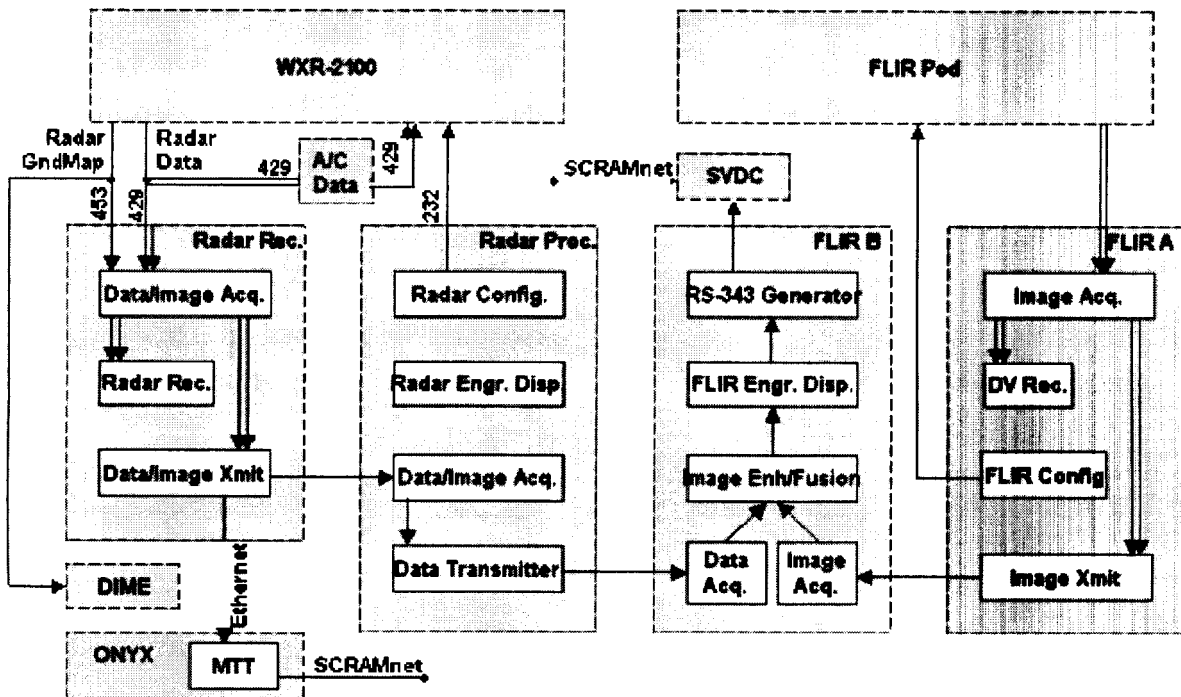 WXR-2100
FLIR Pod
Radar
GndMap
Radar
Data
429
A/C
Data
429
SCRAMnet
SVDC
453
429
232
Radar Rec.
Radar Proc.
FLIR B
FLIR A
Data/Image Acq.
Radar Config.
RS-343 Generator
Image Acq.
Radar Rec.
Radar Engr. Disp.
FLIR Engr. Disp.
DV Rec.
Data/Image Xmit
Data/Image Acq.
Image Enh/Fusion
FLIR Config
Data Transmitter
Data
Acq.
Image
Acq.
Image Xmit
DIME
Ethernet
ONYX
MTT
SCRAMnet